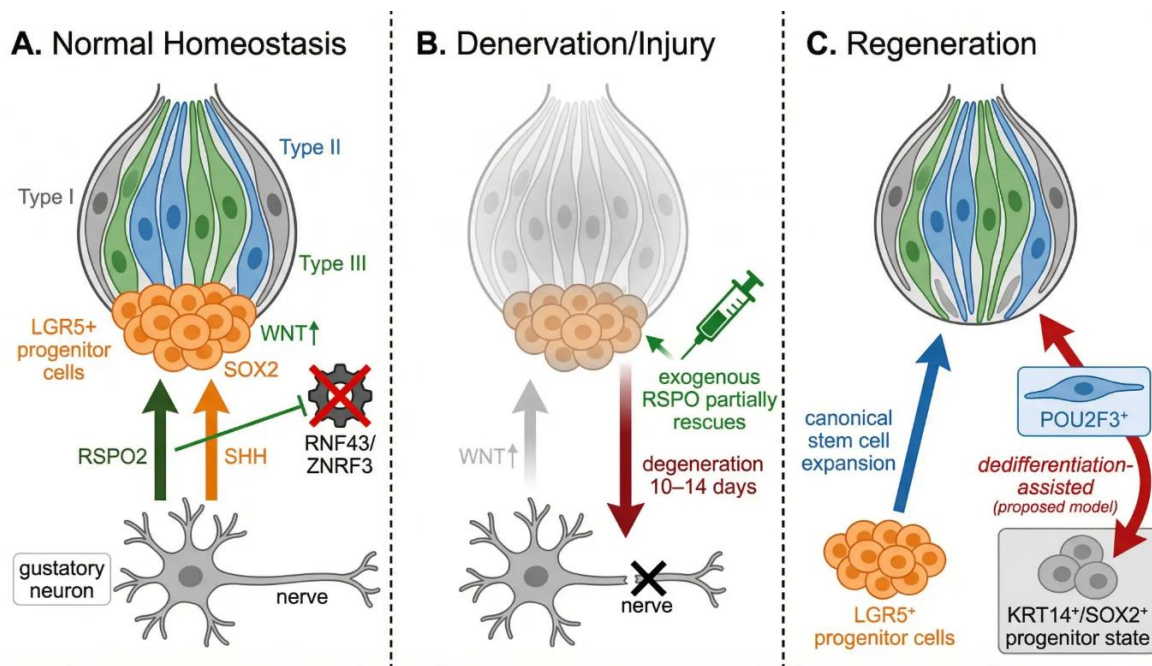 A. Normal Homeostasis
Type I
Type II
Type III
LGR5+
progenitor
cells
WNT↑
SOX2
RSPO2
SHH
RNF43/
ZNRF3
gustatory
neuron
nerve
B. Denervation/Injury
exogenous
RSPO partially
rescues
WNT↑
degeneration
10–14 days
nerve
C. Regeneration
canonical
stem cell
expansion
POU2F3⁺
dedifferentiation-
assisted
(proposed model)
LGR5⁺
progenitor cells
KRT14⁺/SOX2⁺
progenitor state